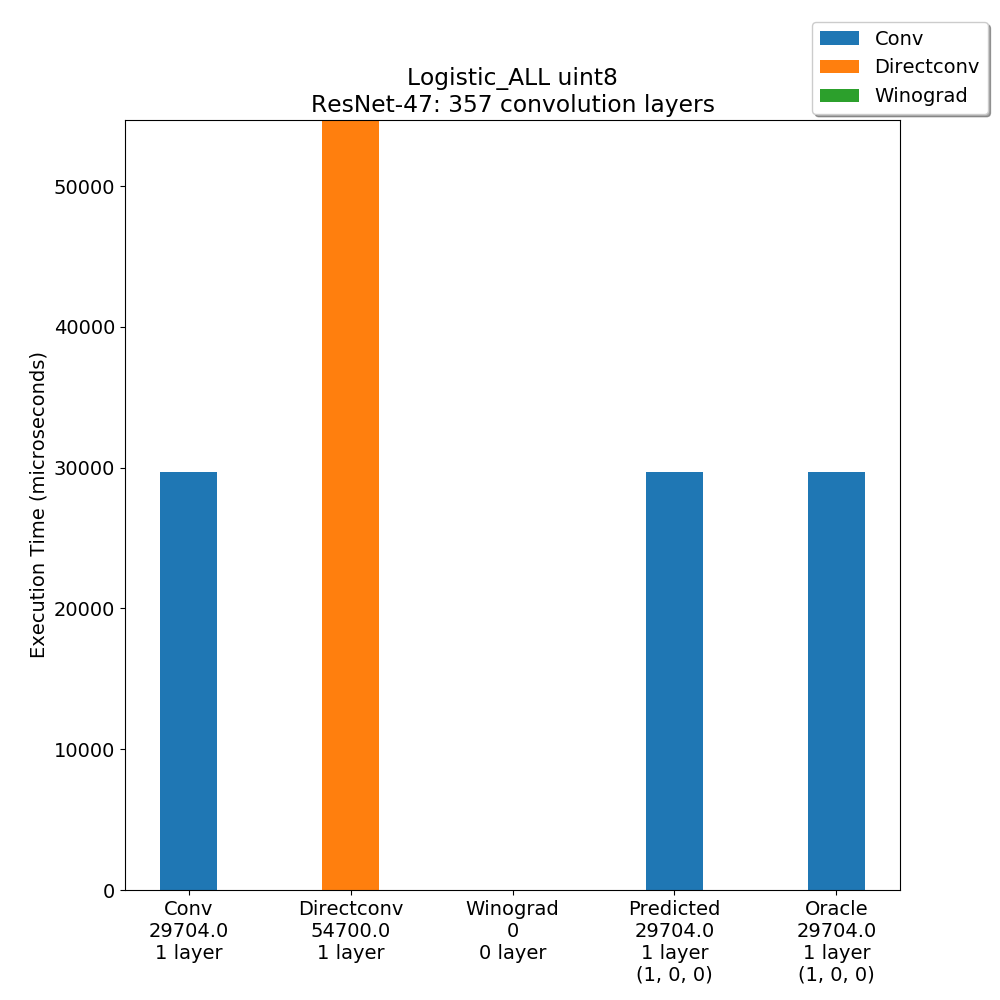 Conv
Directconv
Winograd
Logistic_ALL uint8
ResNet-47: 357 convolution layers
Execution Time (microseconds)
50000
40000
30000
20000
10000
0
Conv
29704.0
1 layer
Directconv
54700.0
1 layer
Winograd
0
0 layer
Predicted
29704.0
1 layer
(1, 0, 0)
Oracle
29704.0
1 layer
(1, 0, 0)